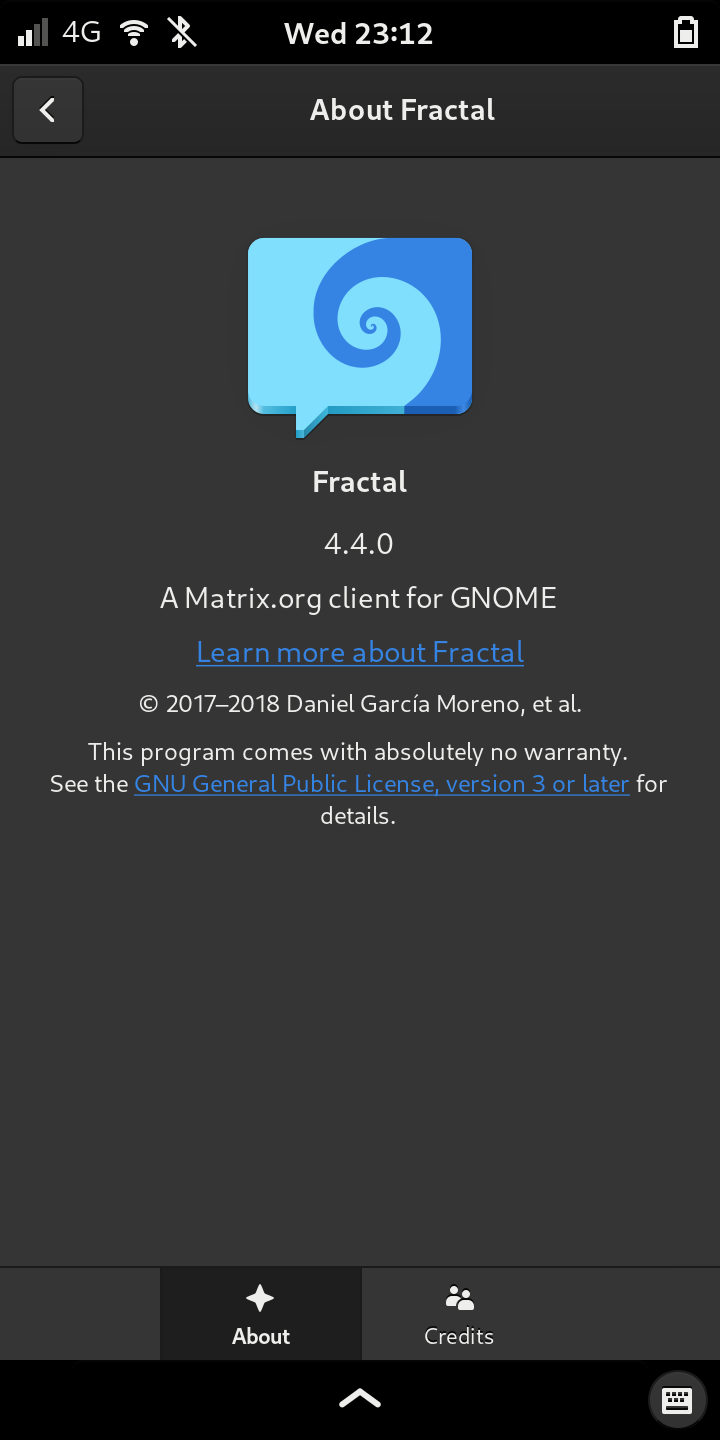 4G Wed 23:12
About Fractal
Fractal
4.4.0
A Matrix.org client for GNOME
Learn more about Fractal
© 2017–2018 Daniel García Moreno, et al.
This program comes with absolutely no warranty.
See the GNU General Public License, version 3 or later for
details.
About Credits